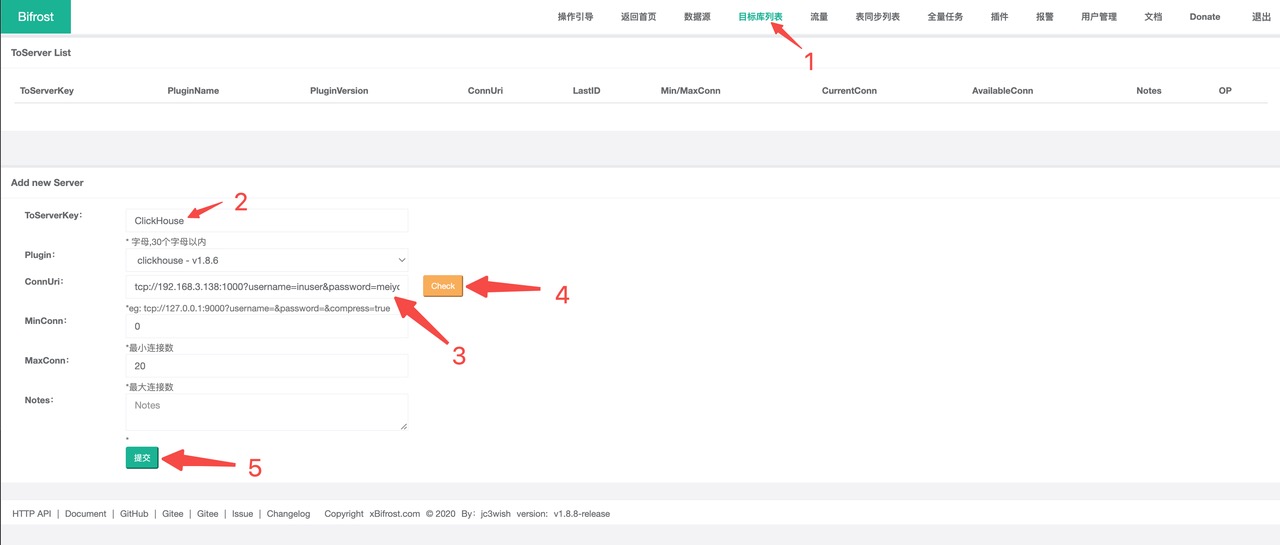 Bifrost 操作引导 返回首页 数据源 目标库列表 流量 表同步列表 全量任务 插件 报警 用户管理 文档 Donate 退出
1
ToServer List
ToServerKey PluginName PluginVersion ConnUri LastID Min/MaxConn CurrentConn AvailableConn Notes OP
Add new Server
2
ToServerKey: ClickHouse
* 字母,30个字母以内
Plugin: clickhouse - v1.8.6
ConnUri: tcp://192.168.3.138:1000?username=inuser&password=meiyo Check
4
*eg: tcp://127.0.0.1:9000?username=&password=&compress=true
MinConn: 0
3
*最小连接数
MaxConn: 20
*最大连接数
Notes: Notes
*
提交
5
HTTP API | Document | GitHub | Gitee | Gitee | Issue | Changelog Copyright xBifrost.com © 2020 By: jc3wish version: v1.8.8-release